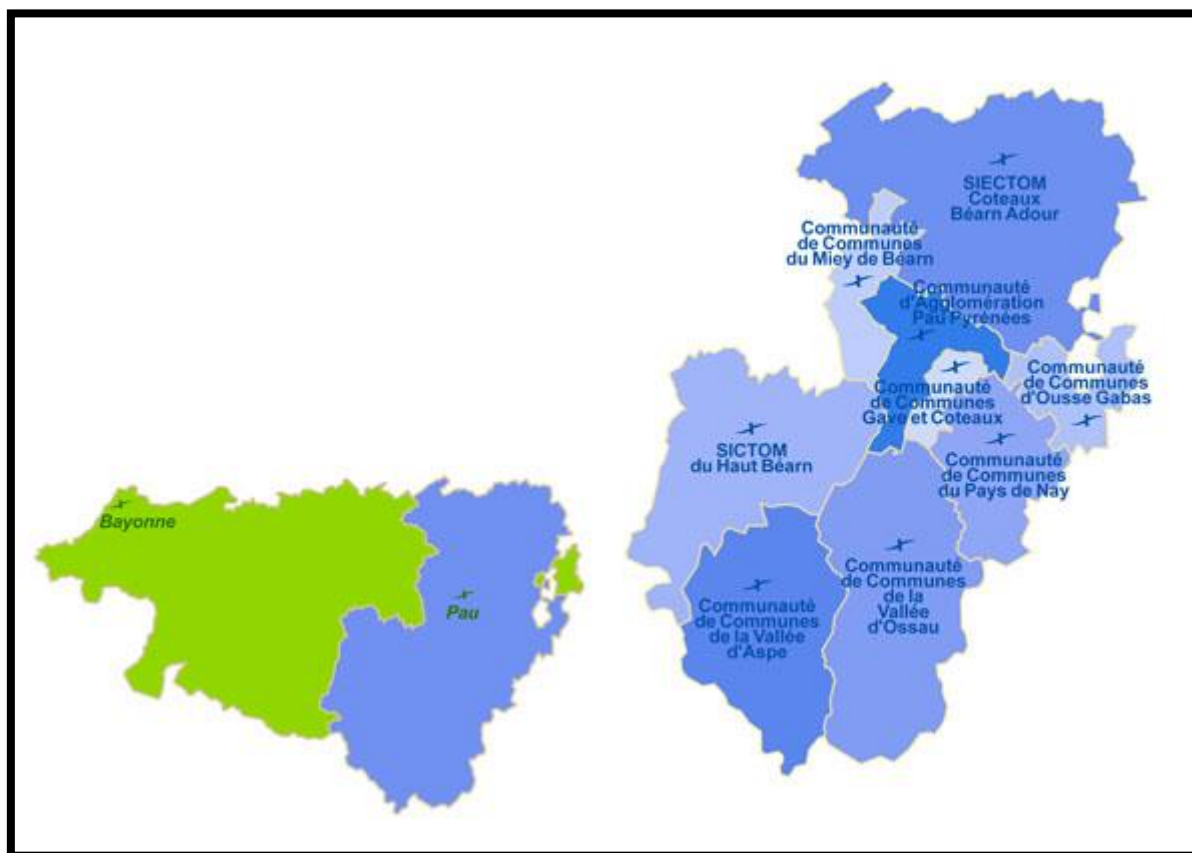 SIECTOM
Coteaux
Béarn Adour
Communauté
de Communes
du Miey de Béarn
Communauté
d'Agglomération
Pau Pyrénées
Communauté
de Communes
d'Ousse Gabas
Communauté
de Communes
Gave et Coteaux
SICTOM
du Haut Béarn
Communauté
de Communes
du Pays de Nay
Communauté
de Communes
de la
Vallée
d'Ossau
Communauté
de Communes
de la Vallée
d'Aspe
Bayonne
Pau